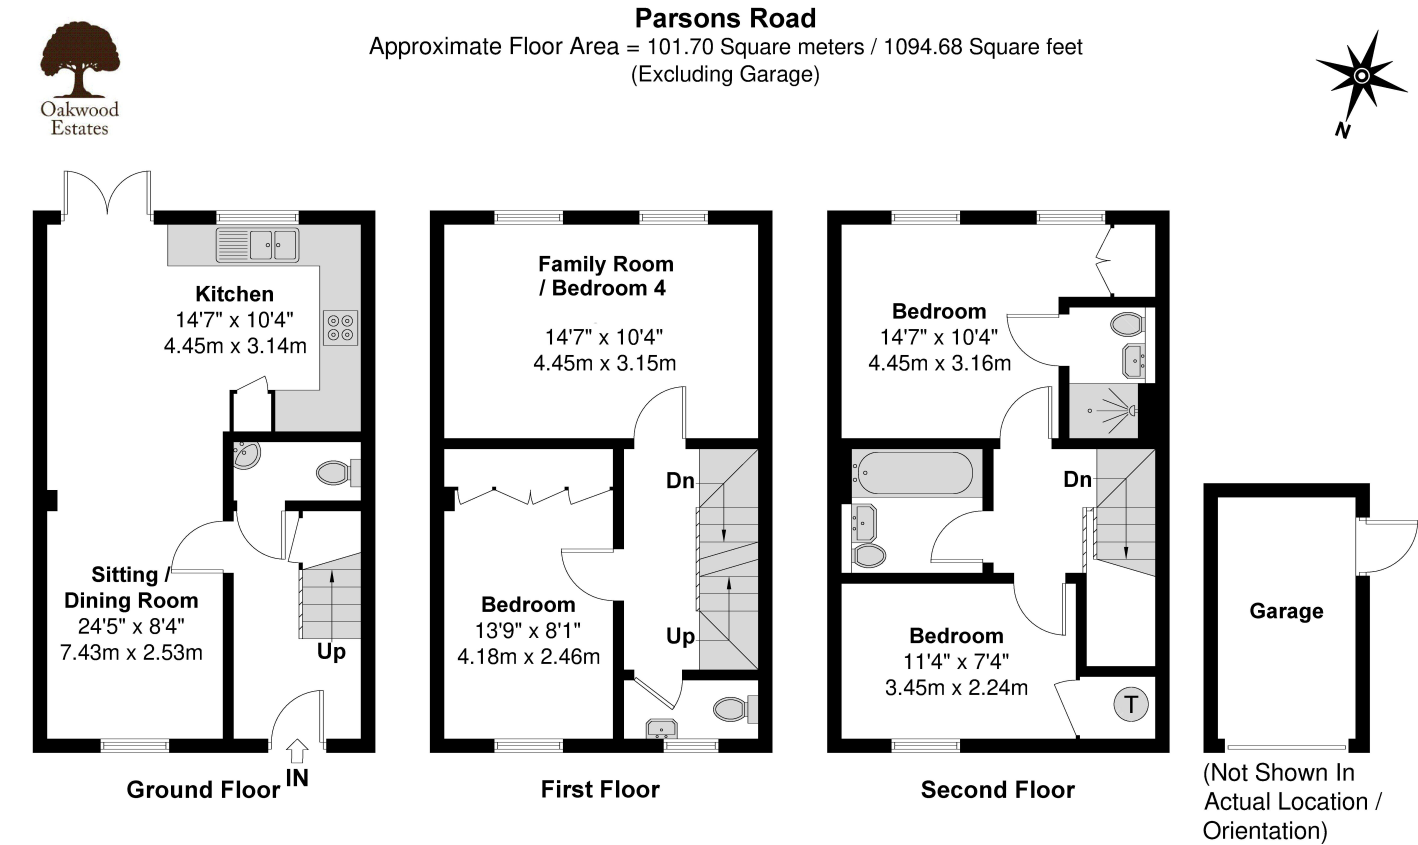 Parsons Road
Approximate Floor Area = 101.70 Square meters / 1094.68 Square feet
(Excluding Garage)
Oakwood
Estates
N
Kitchen
14'7" x 10'4"
4.45m x 3.14m
Sitting /
Dining Room
24'5" x 8'4"
7.43m x 2.53m
Up
IN
Ground Floor
Family Room
/ Bedroom 4
14'7" x 10'4"
4.45m x 3.15m
Dn
Up
Bedroom
13'9" x 8'1"
4.18m x 2.46m
First Floor
Bedroom
14'7" x 10'4"
4.45m x 3.16m
Dn
Bedroom
11'4" x 7'4"
3.45m x 2.24m
T
Second Floor
Garage
(Not Shown In
Actual Location /
Orientation)